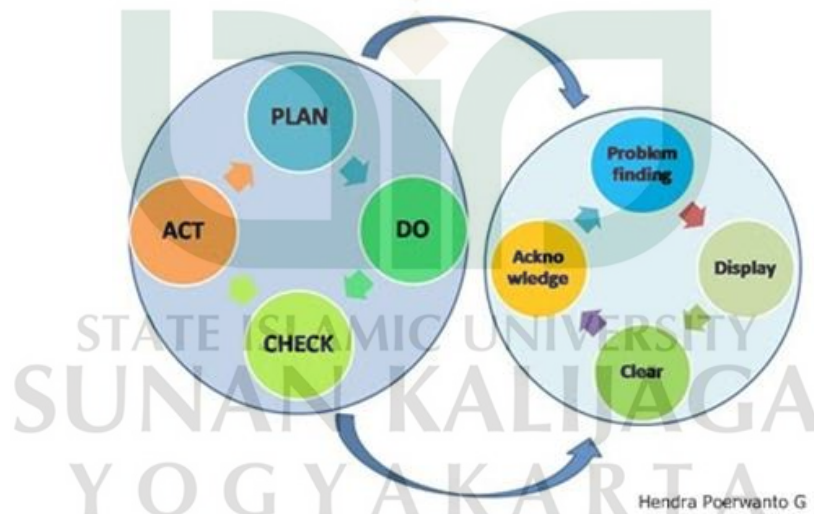 PLAN
DO
CHECK
ACT
Problem
finding
Display
Clear
Ackno
wledge
STATE ISLAMIC UNIVERSITY
SUNAN KALIJAGA
YOGYAKARTA
Hendra Poerwanto G